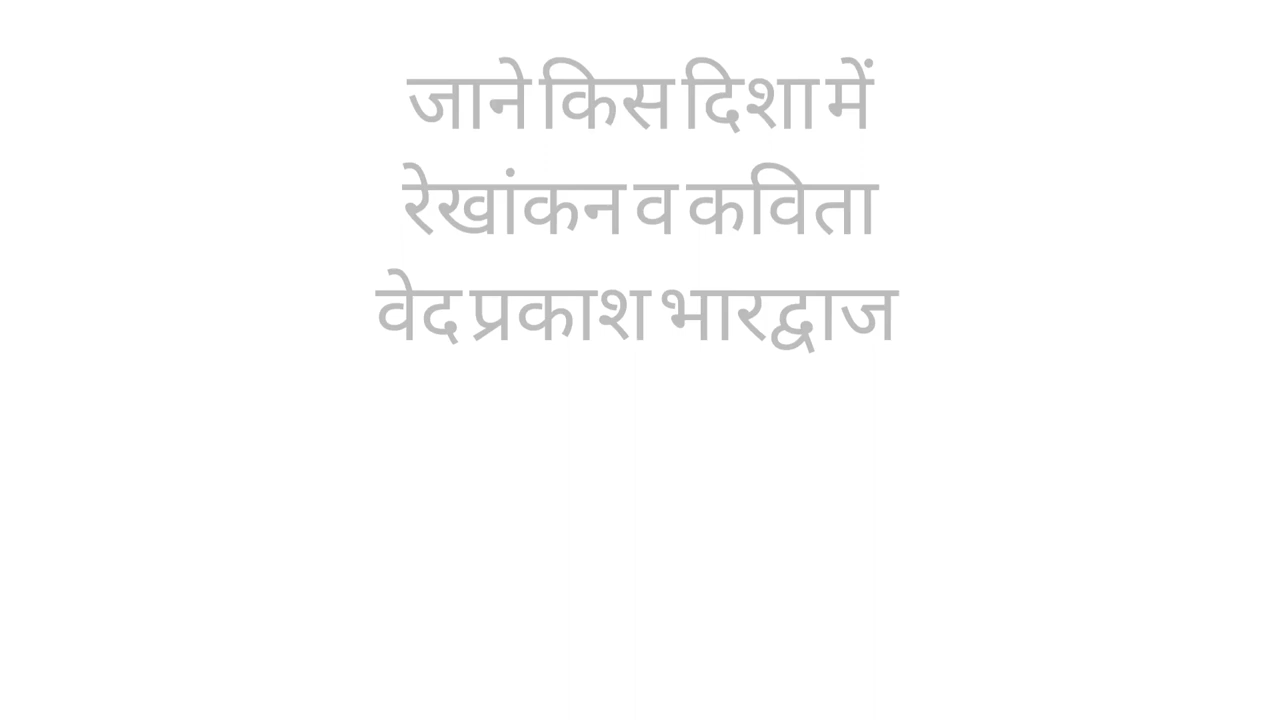 जाने किस दिशा में
रेखांकन व कविता
वेद प्रकाश भारद्वाज